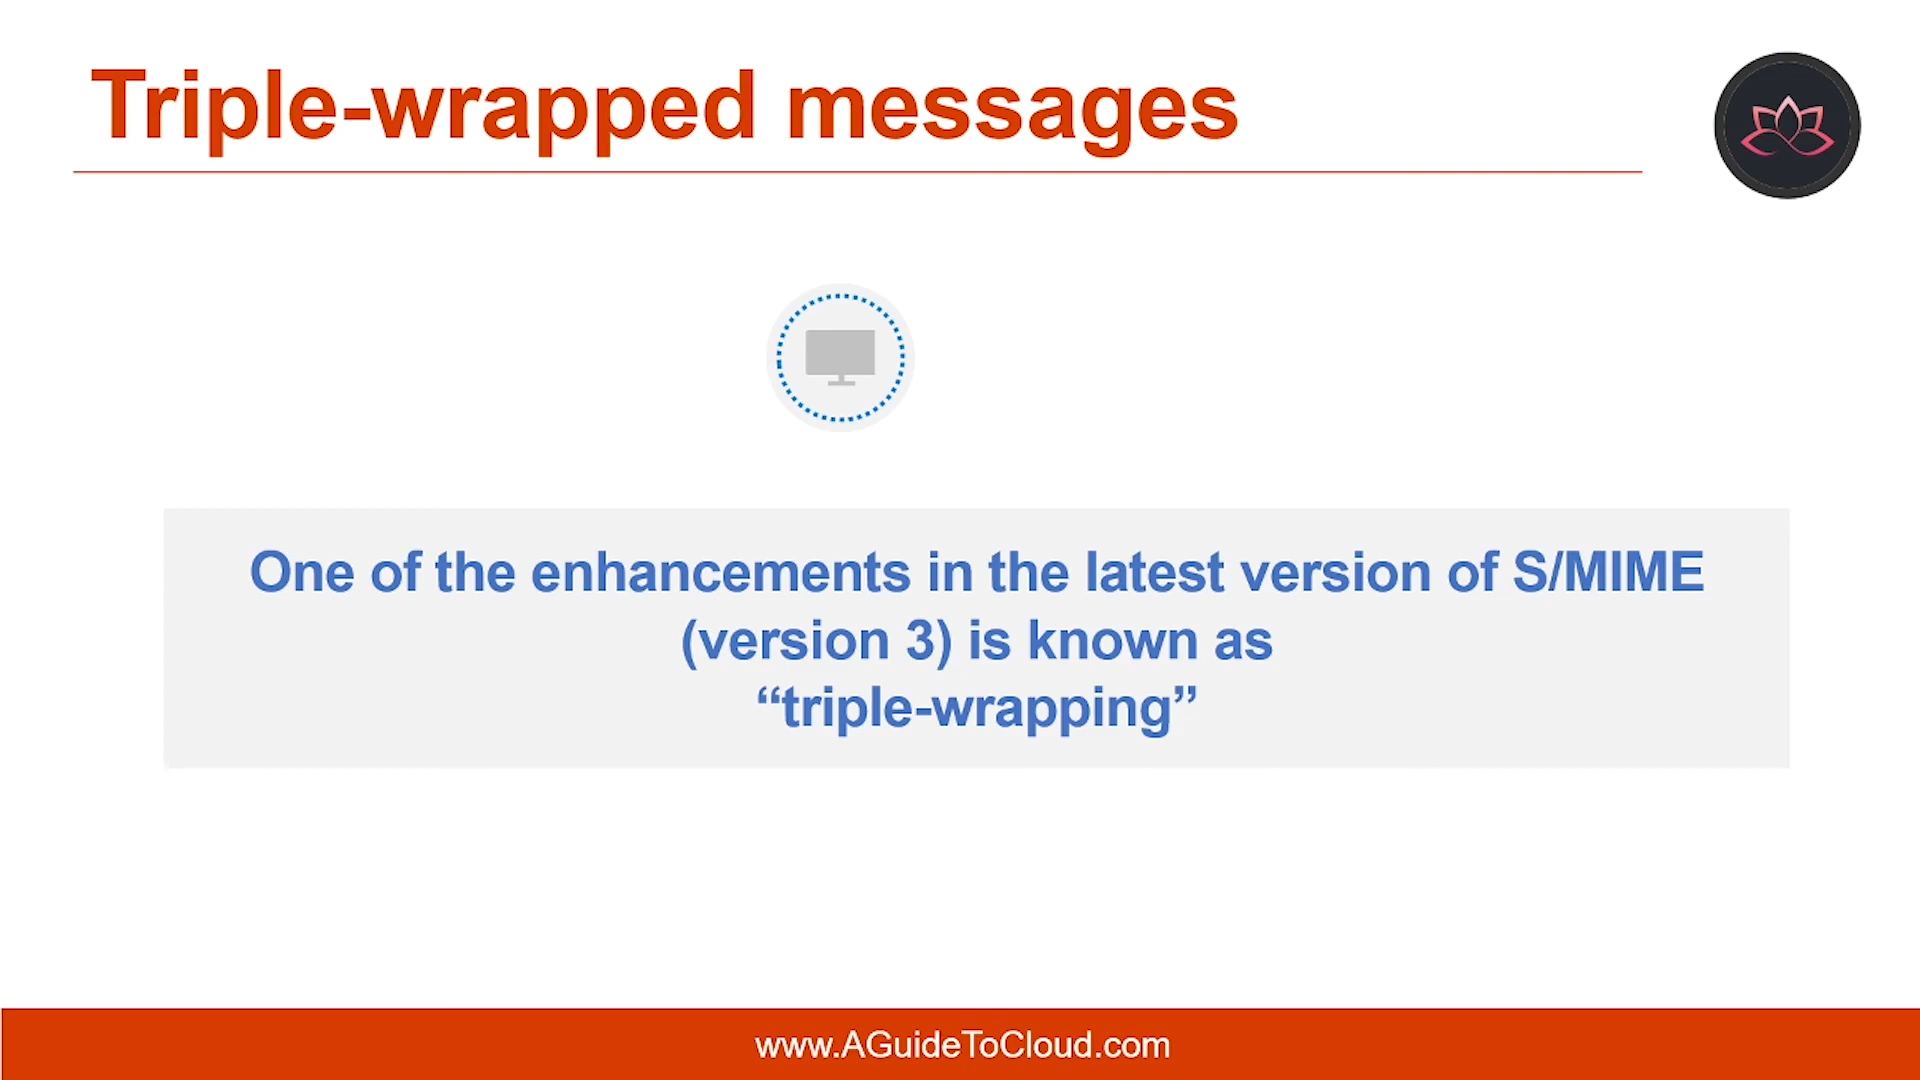 Triple-wrapped messages
One of the enhancements in the latest version of S/MIME
(version 3) is known as
“triple-wrapping”
www.AGuideToCloud.com